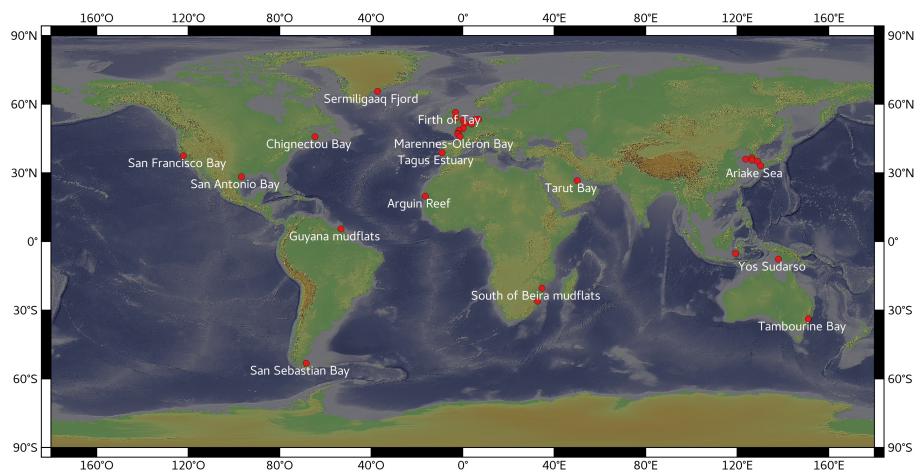 160°O 120°O 80°O 40°O 0° 40°E 80°E 120°E 160°E
90°N 90°N
60°N 60°N
Sermiligaaq Fjord
Firth of Tay
Chignectou Bay
Marennes-Oléron Bay
San Francisco Bay
Tagus Estuary
30°N 30°N
Ariake Sea
San Antonio Bay
Tarut Bay
Arguin Reef
Guyana mudflats
0° 0°
Yos Sudarso
South of Beira mudflats
30°S 30°S
Tambourine Bay
San Sebastian Bay
60°S 60°S
90°S 90°S
160°O 120°O 80°O 40°O 0° 40°E 80°E 120°E 160°E